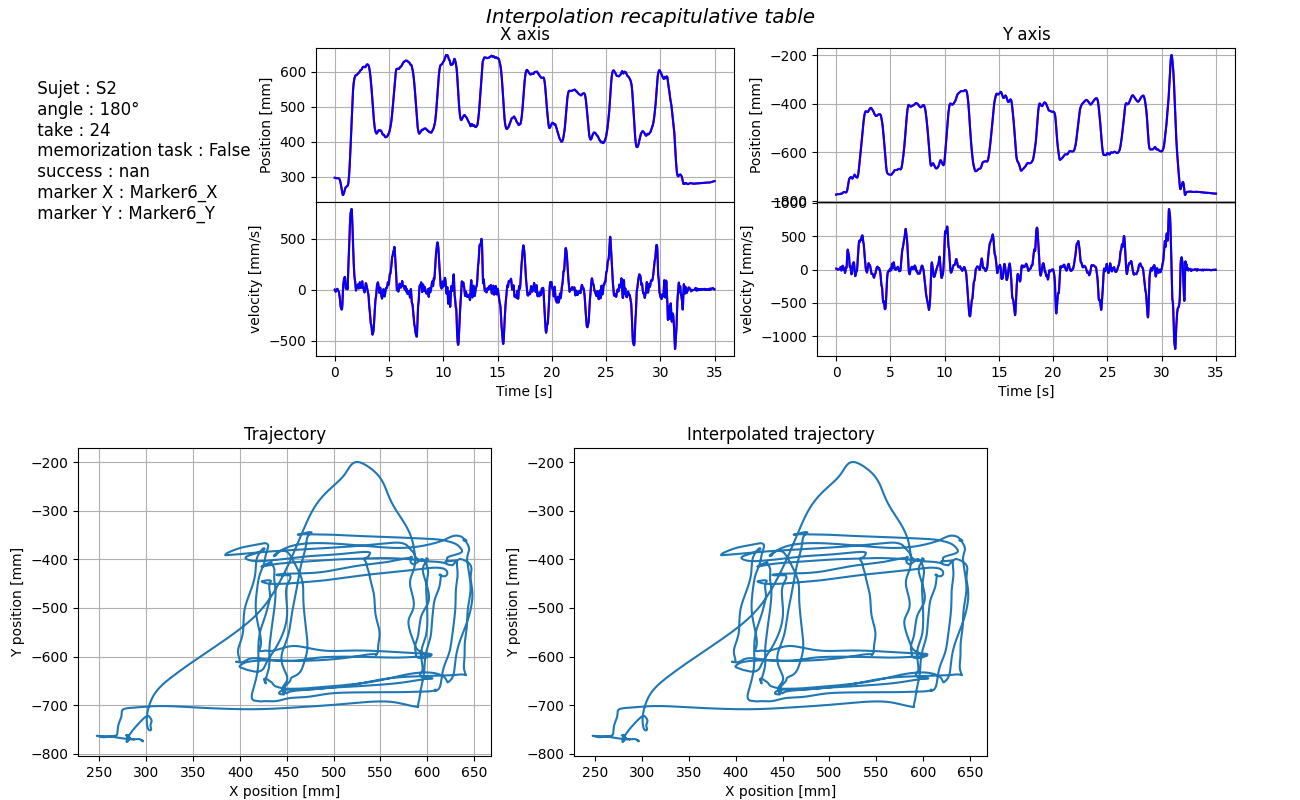 Interpolation recapitulative table
X axis
Y axis
Sujet : S2
angle : 180°
take : 24
memorization task : False
success : nan
marker X : Marker6_X
marker Y : Marker6_Y
Position [mm]
600
500
400
300
velocity [mm/s]
500
0
−500
0 5 10 15 20 25 30 35
Time [s]
Position [mm]
−200
−400
−600
−800
velocity [mm/s]
1000
500
0
−500
−1000
0 5 10 15 20 25 30 35
Time [s]
Trajectory
Y position [mm]
−200
−300
−400
−500
−600
−700
−800
250 300 350 400 450 500 550 600 650
X position [mm]
Interpolated trajectory
Y position [mm]
−200
−300
−400
−500
−600
−700
−800
250 300 350 400 450 500 550 600 650
X position [mm]